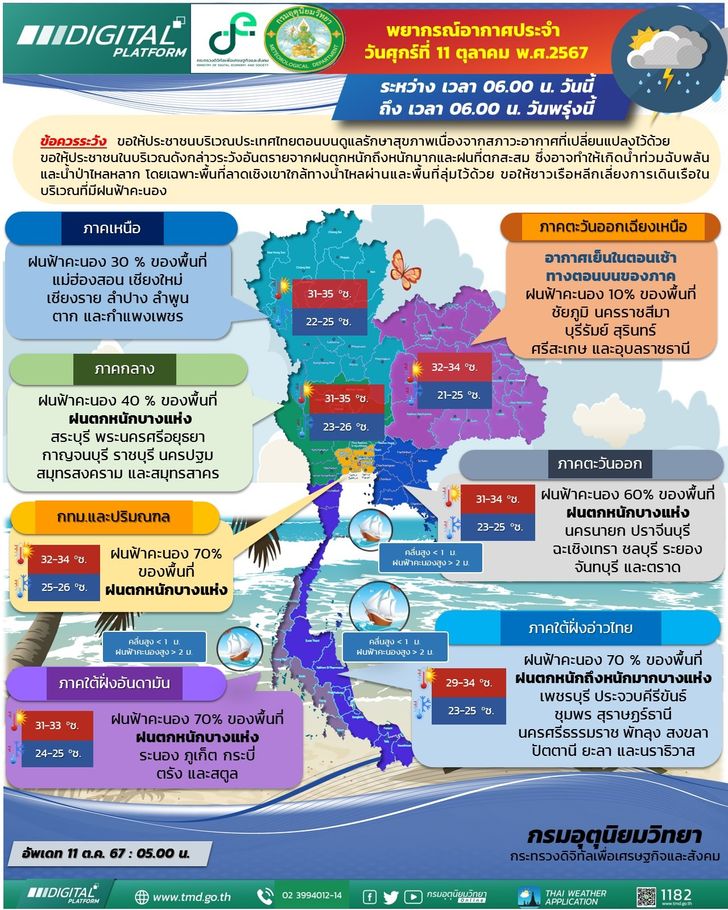 DIGITAL
PLATFORM
กระทรวงดิจิทัลเพื่อเศรษฐกิจและสังคม
MINISTRY OF DIGITAL ECONOMY AND SOCIETY
กรมอุตุนิยมวิทยา
METEOROLOGICAL DEPARTMENT
พยากรณ์อากาศประจำ
วันศุกร์ที่ 11 ตุลาคม พ.ศ.2567
ระหว่าง เวลา 06.00 น. วันนี้
ถึง เวลา 06.00 น. วันพรุ่งนี้
ข้อควรระวัง ขอให้ประชาชนบริเวณประเทศไทยตอนบนดูแลรักษาสุขภาพเนื่องจากสภาวะอากาศที่เปลี่ยนแปลงไว้ด้วย
ขอให้ประชาชนในบริเวณดังกล่าวระวังอันตรายจากฝนตกหนักถึงหนักมากและฝนที่ตกสะสม ซึ่งอาจทำให้เกิดน้ำท่วมฉับพลัน
และน้ำป่าไหลหลาก โดยเฉพาะพื้นที่ลาดเชิงเขาใกล้ทางน้ำไหลผ่านและพื้นที่ลุ่มไว้ด้วย ขอให้ชาวเรือหลีกเลี่ยงการเดินเรือใน
บริเวณที่มีฝนฟ้าคะนอง
ภาคเหนือ
ฝนฟ้าคะนอง 30 % ของพื้นที่
แม่ฮ่องสอน เชียงใหม่
เชียงราย ลำปาง ลำพูน
ตาก และกำแพงเพชร
31-35 °ซ.
22-25 °ซ.
ภาคตะวันออกเฉียงเหนือ
อากาศเย็นในตอนเช้า
ทางตอนบนของภาค
ฝนฟ้าคะนอง 10% ของพื้นที่
ชัยภูมิ นครราชสีมา
บุรีรัมย์ สุรินทร์
ศรีสะเกษ และอุบลราชธานี
32-34 °ซ.
21-25 °ซ.
ภาคกลาง
ฝนฟ้าคะนอง 40 % ของพื้นที่
ฝนตกหนักบางแห่ง
สระบุรี พระนครศรีอยุธยา
กาญจนบุรี ราชบุรี นครปฐม
สมุทรสงคราม และสมุทรสาคร
31-35 °ซ.
23-26 °ซ.
ภาคตะวันออก
31-34 °ซ.
23-25 °ซ.
ฝนฟ้าคะนอง 60% ของพื้นที่
ฝนตกหนักบางแห่ง
นครนายก ปราจีนบุรี
ฉะเชิงเทรา ชลบุรี ระยอง
จันทบุรี และตราด
คลื่นสูง < 1 ม.
ฝนฟ้าคะนองสูง > 2 ม.
กทม.และปริมณฑล
32-34 °ซ.
25-26 °ซ.
ฝนฟ้าคะนอง 70%
ของพื้นที่
ฝนตกหนักบางแห่ง
คลื่นสูง < 1 ม.
ฝนฟ้าคะนองสูง > 2 ม.
คลื่นสูง < 1 ม.
ฝนฟ้าคะนองสูง > 2 ม.
ภาคใต้ฝั่งอ่าวไทย
29-34 °ซ.
23-25 °ซ.
ฝนฟ้าคะนอง 70 % ของพื้นที่
ฝนตกหนักถึงหนักมากบางแห่ง
เพชรบุรี ประจวบคีรีขันธ์
ชุมพร สุราษฎร์ธานี
นครศรีธรรมราช พัทลุง สงขลา
ปัตตานี ยะลา และนราธิวาส
ภาคใต้ฝั่งอันดามัน
31-33 °ซ.
24-25 °ซ.
ฝนฟ้าคะนอง 70% ของพื้นที่
ฝนตกหนักบางแห่ง
ระนอง ภูเก็ต กระบี่
ตรัง และสตูล
กรมอุตุนิยมวิทยา
กระทรวงดิจิทัลเพื่อเศรษฐกิจและสังคม
อัพเดท 11 ต.ค. 67 : 05.00 น.
DIGITAL
PLATFORM
www.tmd.go.th
02 3994012-14
กรมอุตุนิยมวิทยา
THAI WEATHER
APPLICATION
1182
www.tmd.go.th